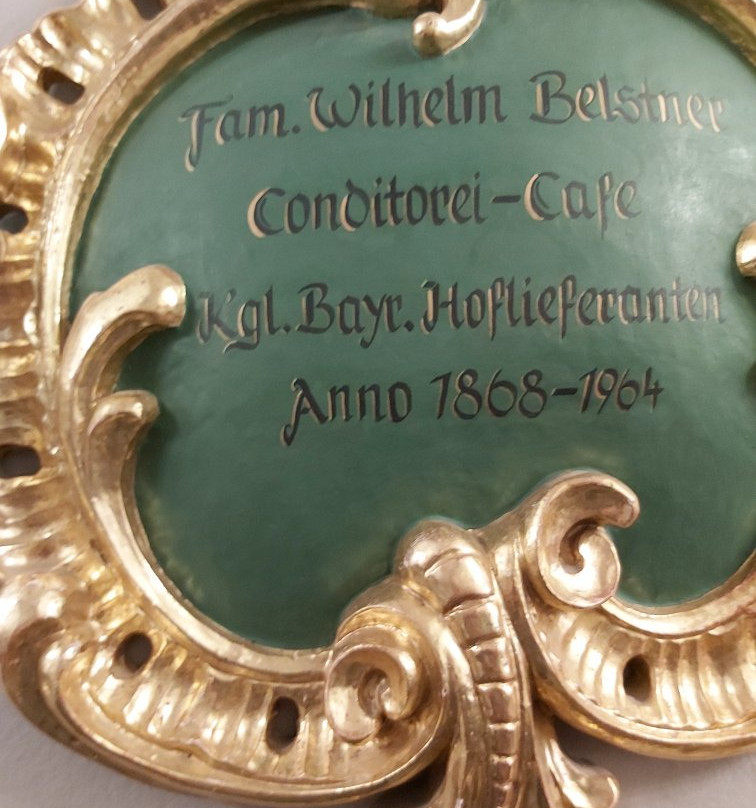 Fam. Wilhelm Belstner
Conditorei-Cafe
Kgl. Bayr. Hoflieferanten
Anno 1868-1964